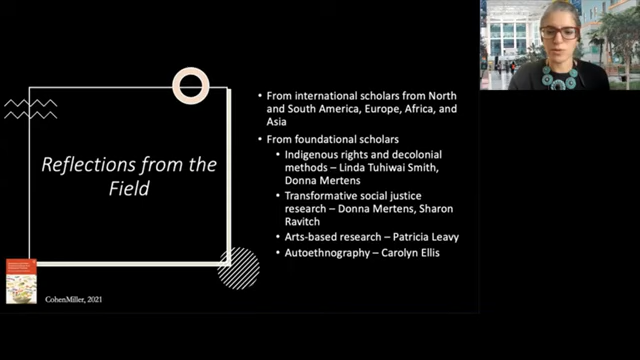 Reflections from the
Field
CohenMiller, 2021
• From international scholars from North
and South America, Europe, Africa, and
Asia
• From foundational scholars
• Indigenous rights and decolonial
methods – Linda Tuhiwai Smith,
Donna Mertens
• Transformative social justice
research – Donna Mertens, Sharon
Ravitch
• Arts-based research – Patricia Leavy
• Autoethnography – Carolyn Ellis